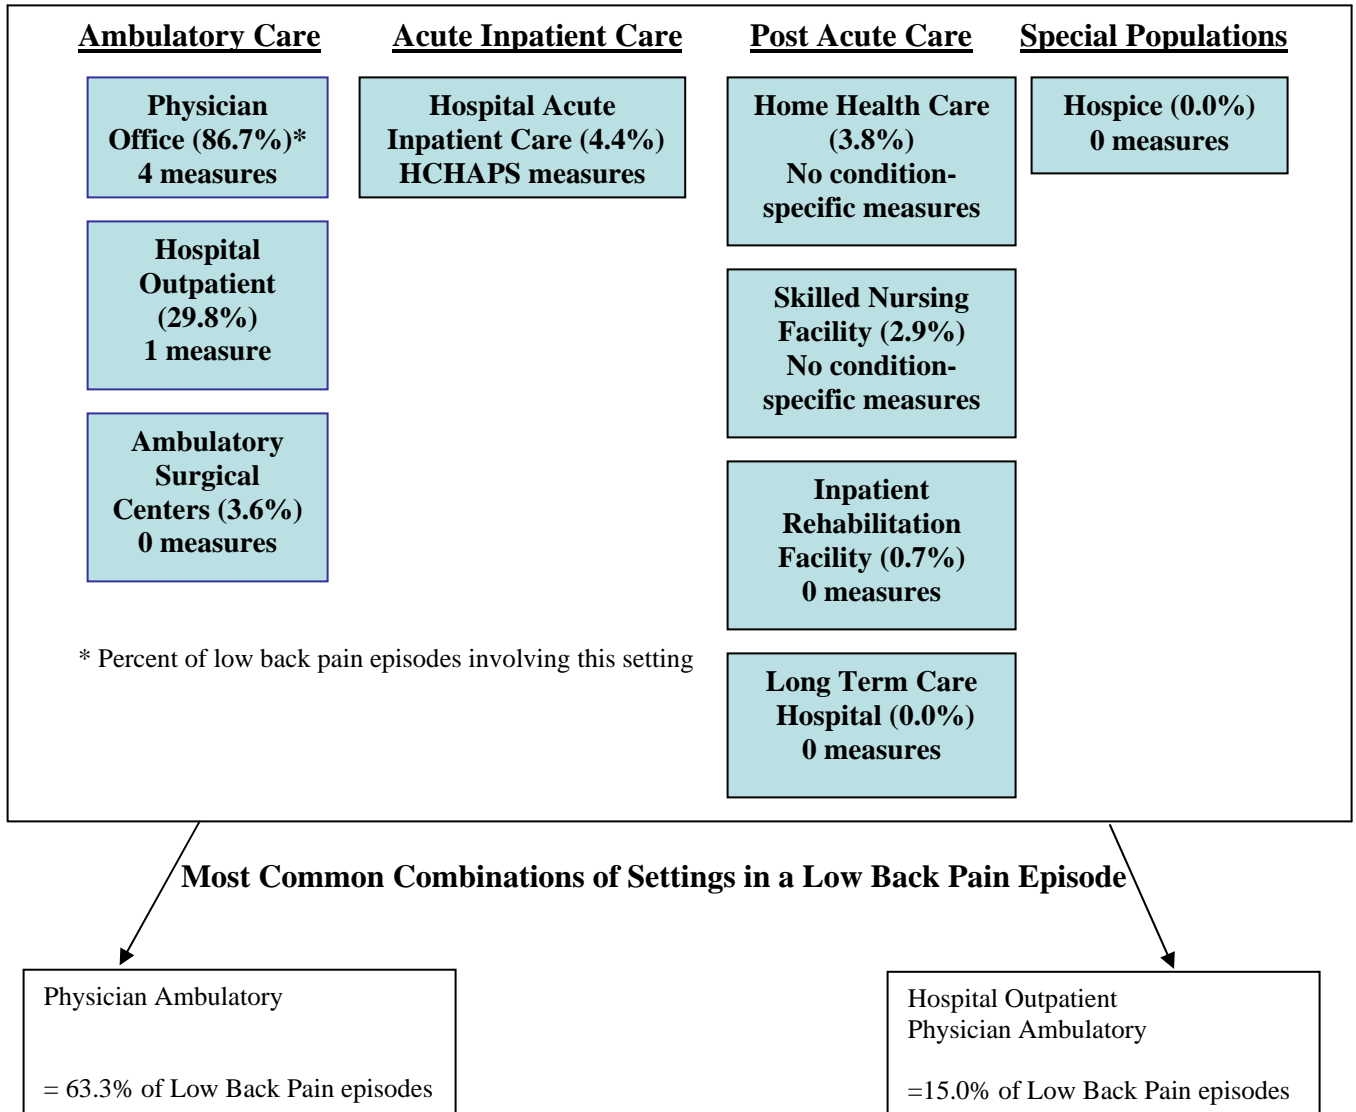 Ambulatory Care
Physician
Office (86.7%)*
4 measures
Hospital
Outpatient
(29.8%)
1 measure
Ambulatory
Surgical
Centers (3.6%)
0 measures
Acute Inpatient Care
Hospital Acute
Inpatient Care (4.4%)
HCHAPS measures
Post Acute Care
Home Health Care
(3.8%)
No condition-
specific measures
Skilled Nursing
Facility (2.9%)
No condition-
specific measures
Inpatient
Rehabilitation
Facility (0.7%)
0 measures
Long Term Care
Hospital (0.0%)
0 measures
Special Populations
Hospice (0.0%)
0 measures
* Percent of low back pain episodes involving this setting
Most Common Combinations of Settings in a Low Back Pain Episode
Physician Ambulatory
= 63.3% of Low Back Pain episodes
Hospital Outpatient
Physician Ambulatory
=15.0% of Low Back Pain episodes